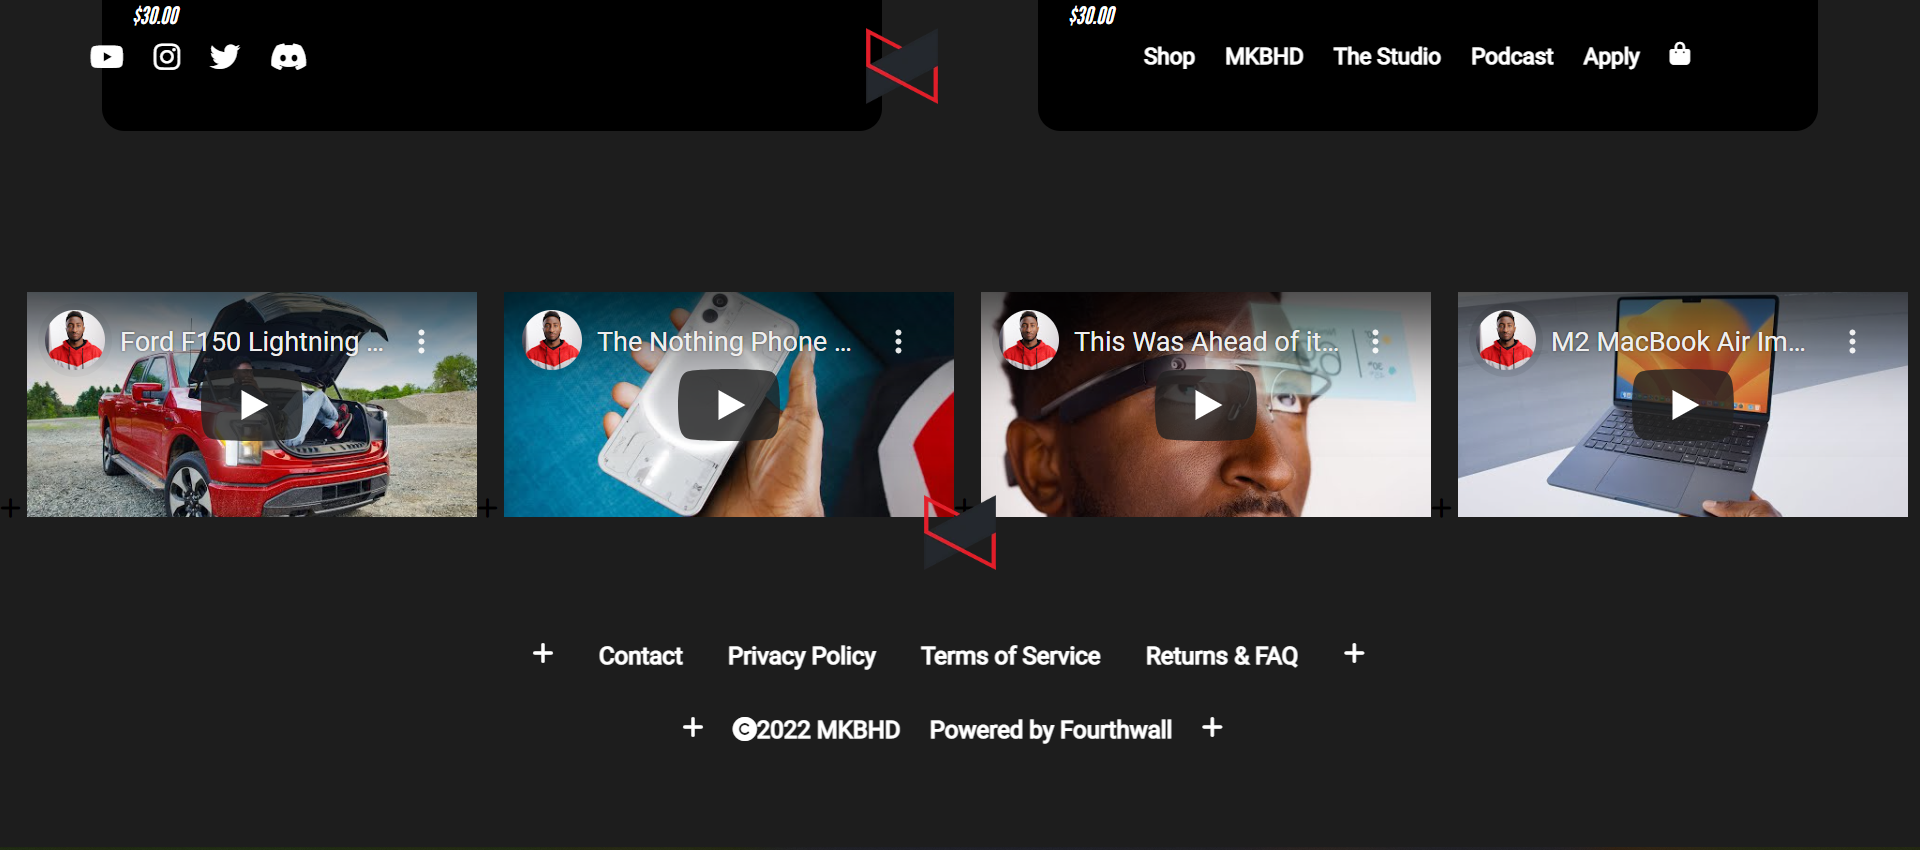 $30.00
$30.00
Shop MKBHD The Studio Podcast Apply
Ford F150 Lightning ...
The Nothing Phone ...
This Was Ahead of it...
M2 MacBook Air Im...
+ Contact Privacy Policy Terms of Service Returns & FAQ +
+ ©2022 MKBHD Powered by Fourthwall +